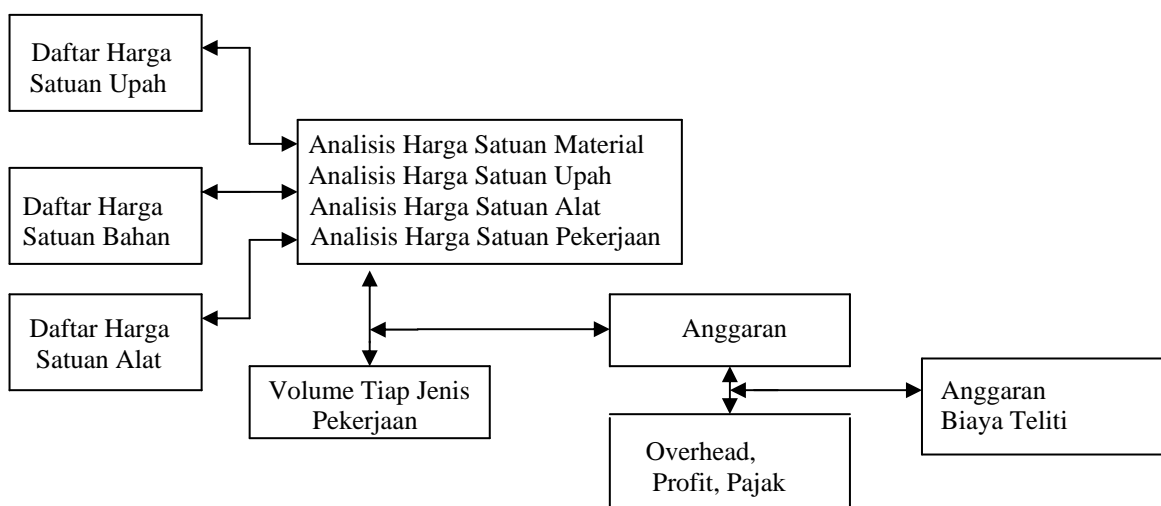 Daftar Harga
Satuan Upah
Daftar Harga
Satuan Bahan
Daftar Harga
Satuan Alat
Analisis Harga Satuan Material
Analisis Harga Satuan Upah
Analisis Harga Satuan Alat
Analisis Harga Satuan Pekerjaan
Volume Tiap Jenis
Pekerjaan
Anggaran
Overhead,
Profit, Pajak
Anggaran
Biaya Teliti